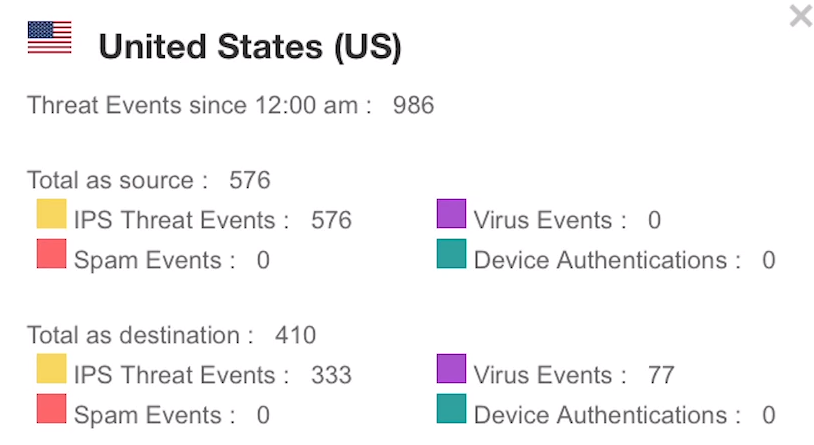 United States (US)
Threat Events since 12:00 am : 986
Total as source : 576
IPS Threat Events : 576 Virus Events : 0
Spam Events : 0 Device Authentications : 0
Total as destination : 410
IPS Threat Events : 333 Virus Events : 77
Spam Events : 0 Device Authentications : 0